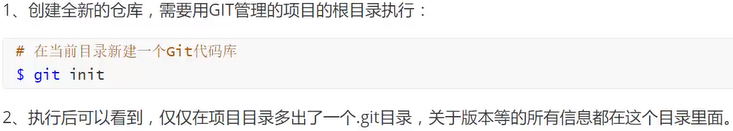 1、创建全新的仓库，需要用GIT管理的项目的根目录执行：
# 在当前目录新建一个Git代码库
$ git init
2、执行后可以看到，仅仅在项目目录多出了一个.git目录，关于版本等的所有信息都在这个目录里面。